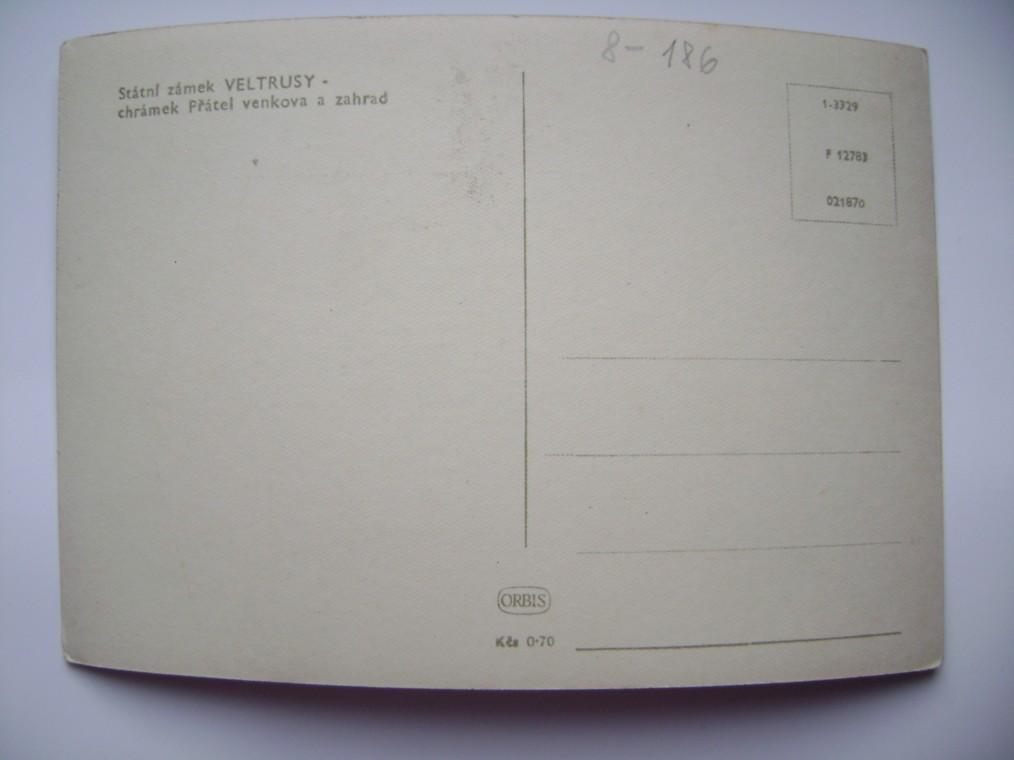 8- 186
Státní zámek VELTRUSY -
chrámek Přátel venkova a zahrad
1-3329
F 12783
021870
ORBIS
Kčs 0·70